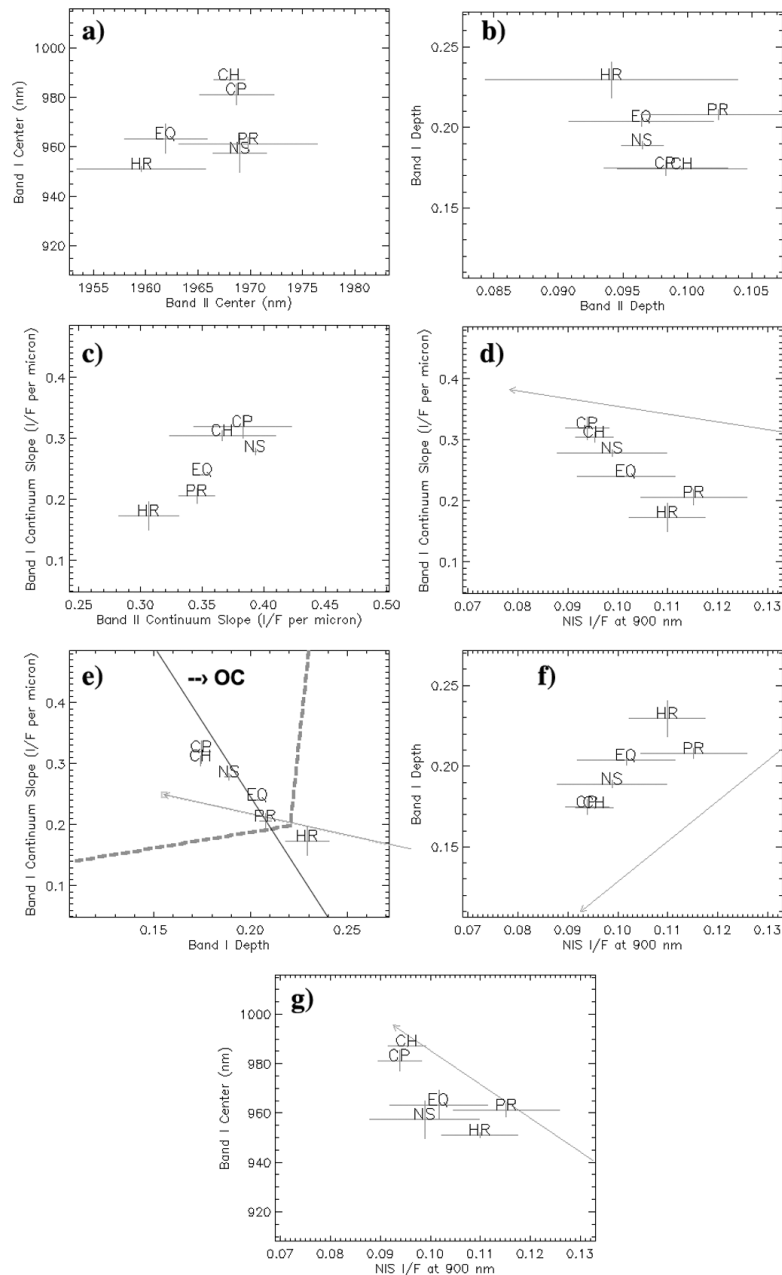 a)
Band I Center (nm)
1000
980
960
940
920
CH
CP
EQ
PR
NS
HR
1955 1960 1965 1970 1975 1980
Band II Center (nm)
b)
Band I Depth
0.25
0.20
0.15
HR
PR
EQ
NS
CP CH
0.085 0.090 0.095 0.100 0.105
Band II Depth
c)
Band I Continuum Slope (I/F per micron)
0.4
0.3
0.2
0.1
CP
CH
NS
EQ
PR
HR
0.25 0.30 0.35 0.40 0.45 0.50
Band II Continuum Slope (I/F per micron)
d)
Band I Continuum Slope (I/F per micron)
0.4
0.3
0.2
0.1
CP
CH
NS
EQ
PR
HR
0.07 0.08 0.09 0.10 0.11 0.12 0.13
NIS I/F at 900 nm
e)
--> OC
Band I Continuum Slope (I/F per micron)
0.4
0.3
0.2
0.1
CP
CH
NS
EQ
PR
HR
0.15 0.20 0.25
Band I Depth
f)
Band I Depth
0.25
0.20
0.15
HR
PR
EQ
NS
CP CH
0.07 0.08 0.09 0.10 0.11 0.12 0.13
NIS I/F at 900 nm
g)
Band I Center (nm)
1000
980
960
940
920
CH
CP
EQ
PR
NS
HR
0.07 0.08 0.09 0.10 0.11 0.12 0.13
NIS I/F at 900 nm